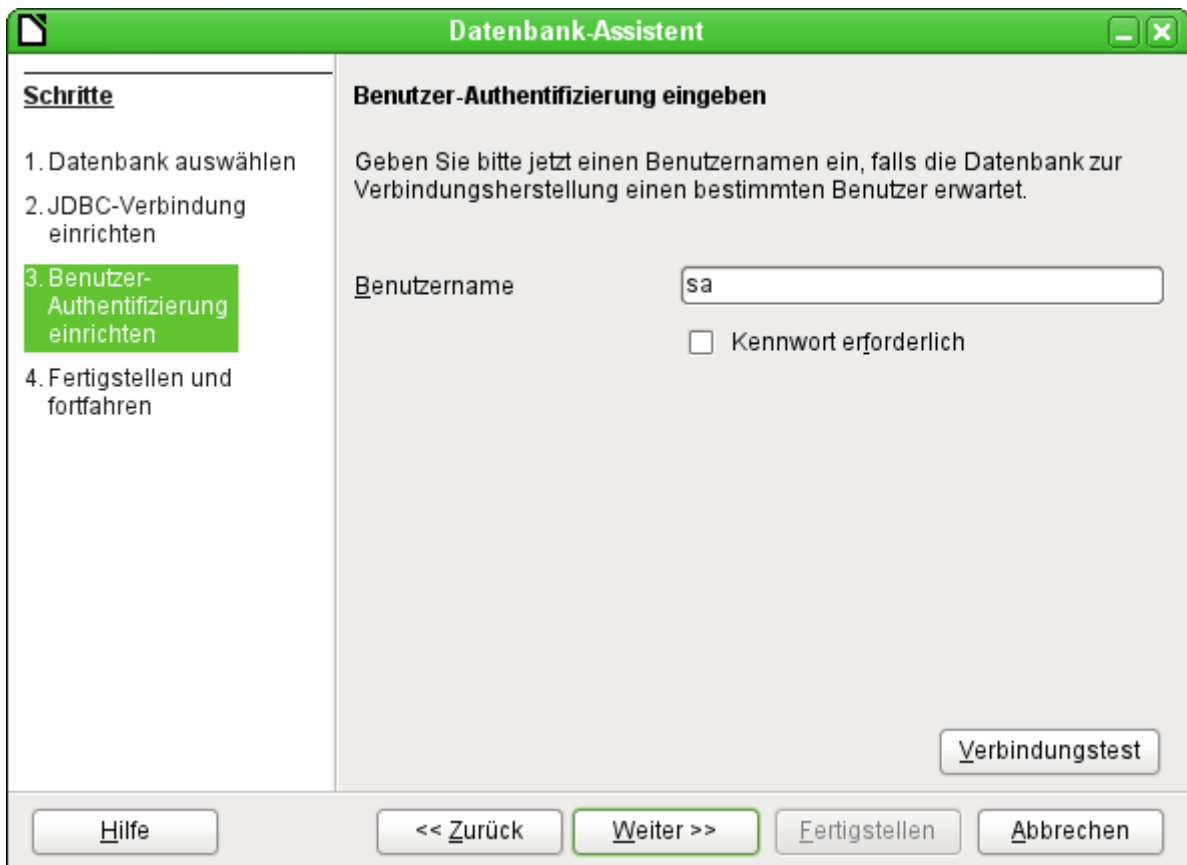 Datenbank-Assistent
Schritte
1. Datenbank auswählen
2. JDBC-Verbindung
einrichten
3. Benutzer-
Authentifizierung
einrichten
4. Fertigstellen und
fortfahren
Benutzer-Authentifizierung eingeben
Geben Sie bitte jetzt einen Benutzernamen ein, falls die Datenbank zur
Verbindungsherstellung einen bestimmten Benutzer erwartet.
Benutzername
sa
Kennwort erforderlich
Verbindungstest
Hilfe
<< Zurück
Weiter >>
Fertigstellen
Abbrechen